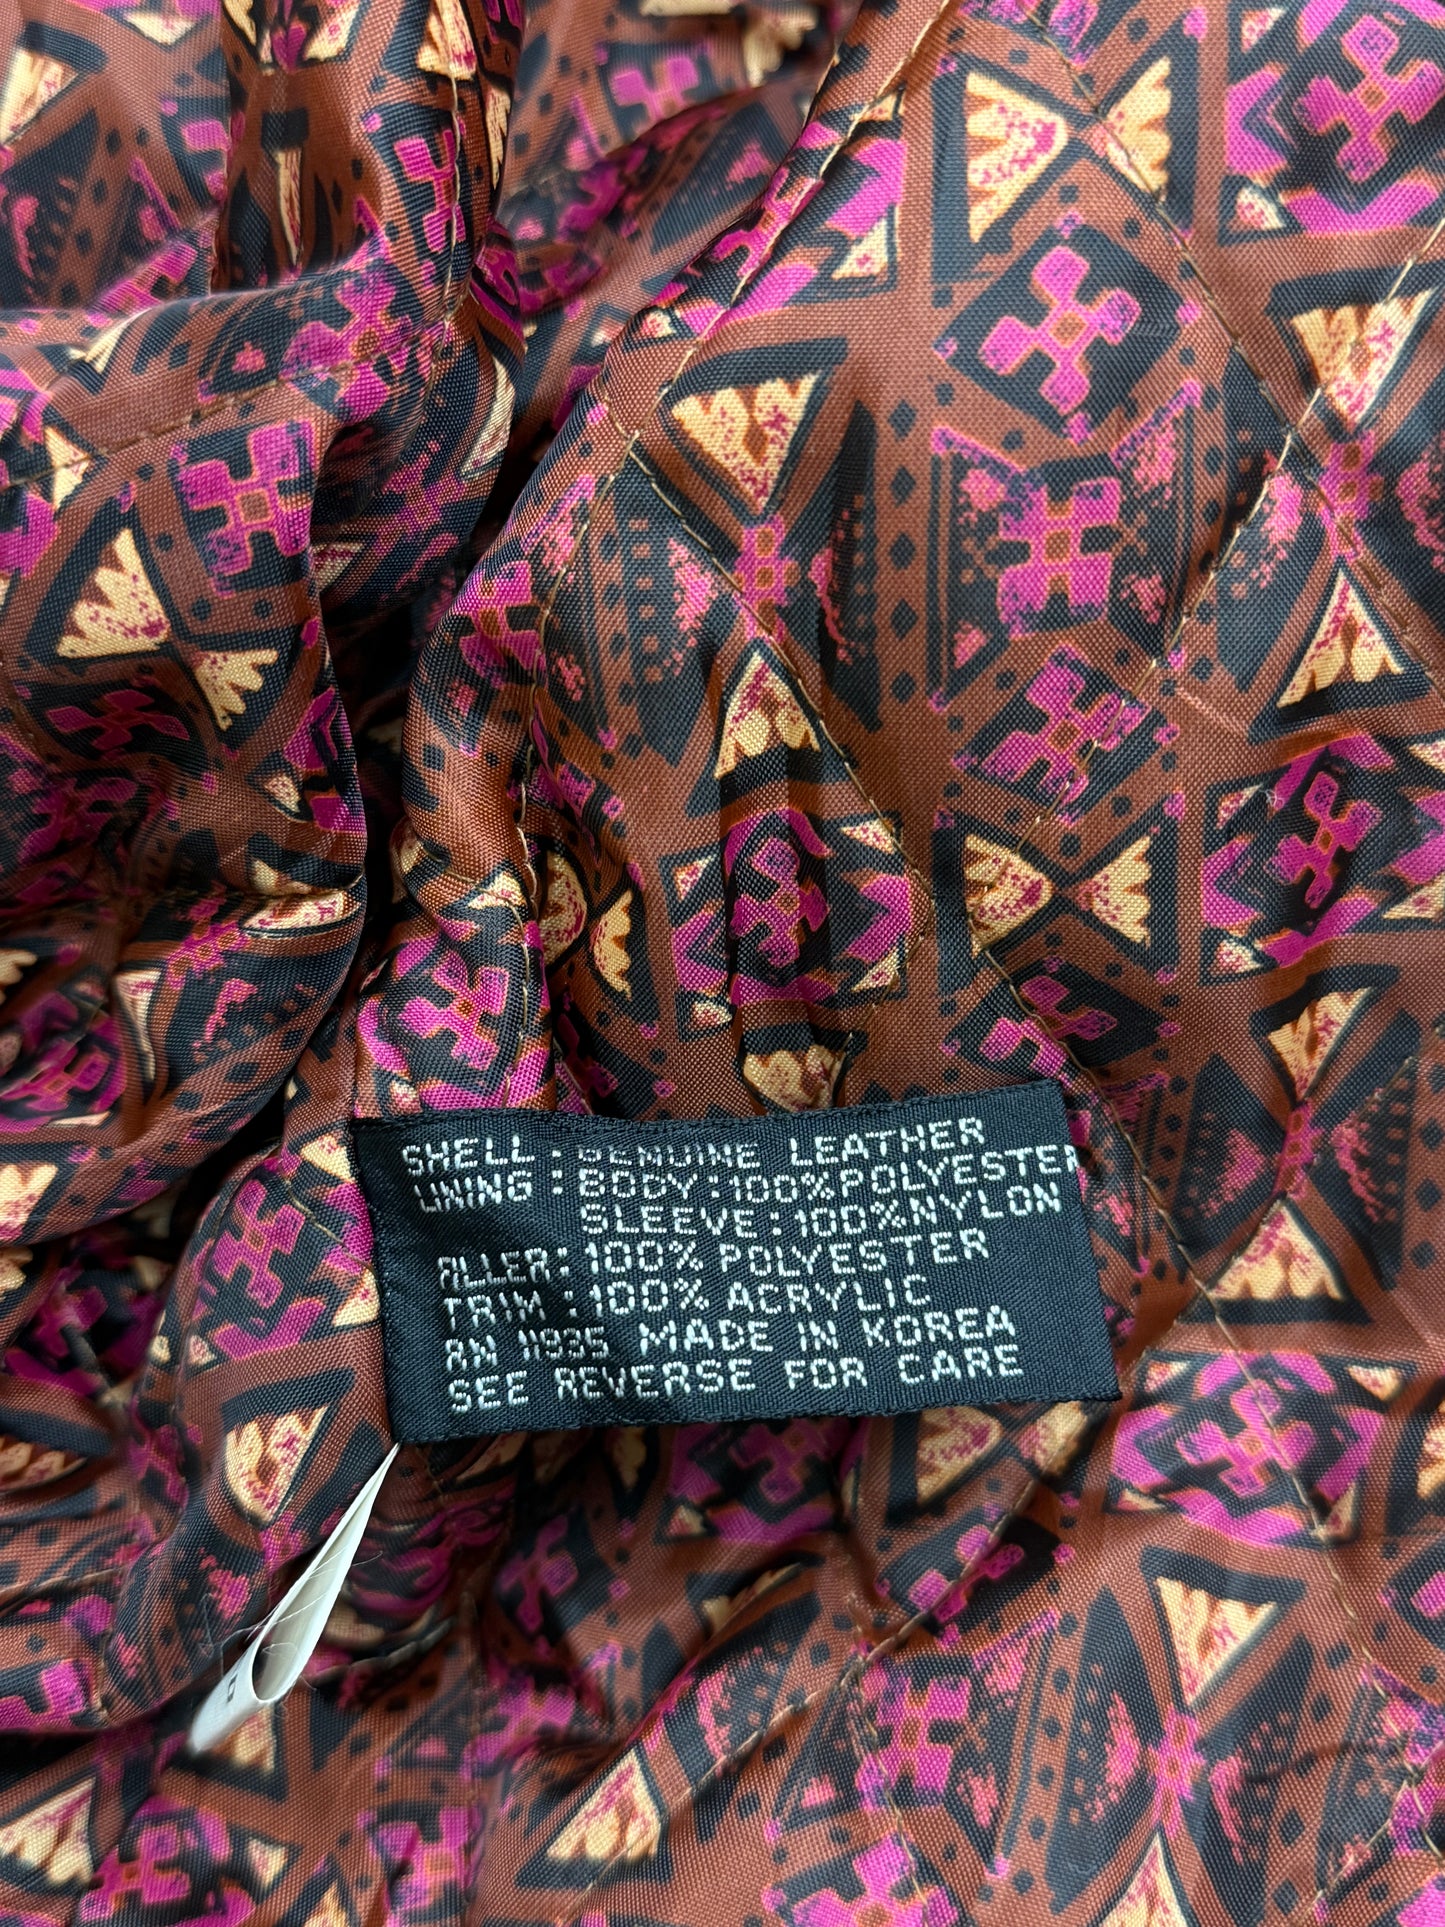 SHELL : GENUINE LEATHER
LINING : BODY : 100% POLYESTER
SLEEVE : 100% NYLON
FILLER : 100% POLYESTER
TRIM : 100% ACRYLIC
RN MADE IN KOREA
SEE REVERSE FOR CARE